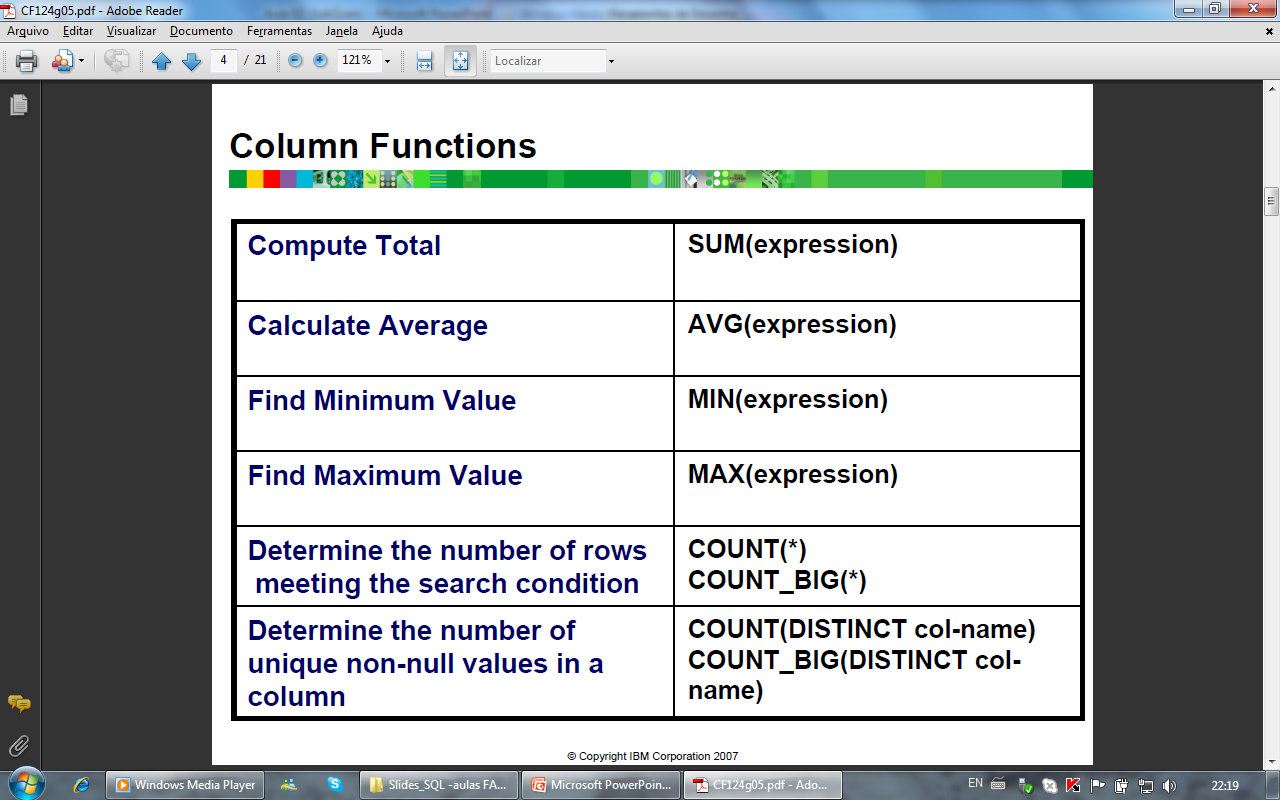 CF124g05.pdf - Adobe Reader
Arquivo Editar Visualizar Documento Ferramentas Janela Ajuda
4 / 21 121% Localizar
Column Functions
Compute Total
SUM(expression)
Calculate Average
AVG(expression)
Find Minimum Value
MIN(expression)
Find Maximum Value
MAX(expression)
Determine the number of rows
meeting the search condition
COUNT(*)
COUNT_BIG(*)
Determine the number of
unique non-null values in a
column
COUNT(DISTINCT col-name)
COUNT_BIG(DISTINCT col-
name)
© Copyright IBM Corporation 2007
Windows Media Player
Slides_SQL -aulas FA...
Microsoft PowerPoin...
CF124g05.pdf - Ado...
EN
22:19